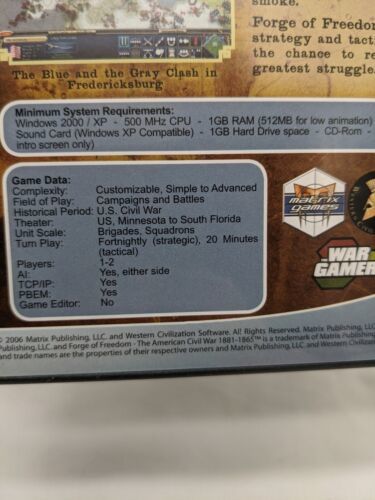 smoke.
Forge of Freedom
strategy and tacti
the chance to re
greatest struggle
The Blue and the Gray Clash in
Fredericksburg
Minimum System Requirements:
Windows 2000 / XP - 500 MHz CPU - 1GB RAM (512MB for low animation)
Sound Card (Windows XP Compatible) - 1GB Hard Drive space - CD-Rom -
intro screen only)
Game Data:
Complexity: Customizable, Simple to Advanced
Field of Play: Campaigns and Battles
Historical Period: U.S. Civil War
Theater: US, Minnesota to South Florida
Unit Scale: Brigades, Squadrons
Turn Play: Fortnightly (strategic), 20 Minutes
(tactical)
Players: 1-2
AI: Yes, either side
TCP/IP: Yes
PBEM: Yes
Game Editor: No
matrix
games
WAR
GAMER
© 2006 Matrix Publishing, LLC. and Western Civilization Software. All Rights Reserved. Matrix Publishing, LL
Publishing, LLC. and Forge of Freedom - The American Civil War 1881-1865™ is a trademark of Matrix Publishi
and trade names are the properties of their respective owners and Matrix Publishing, LLC and Western Civilizati